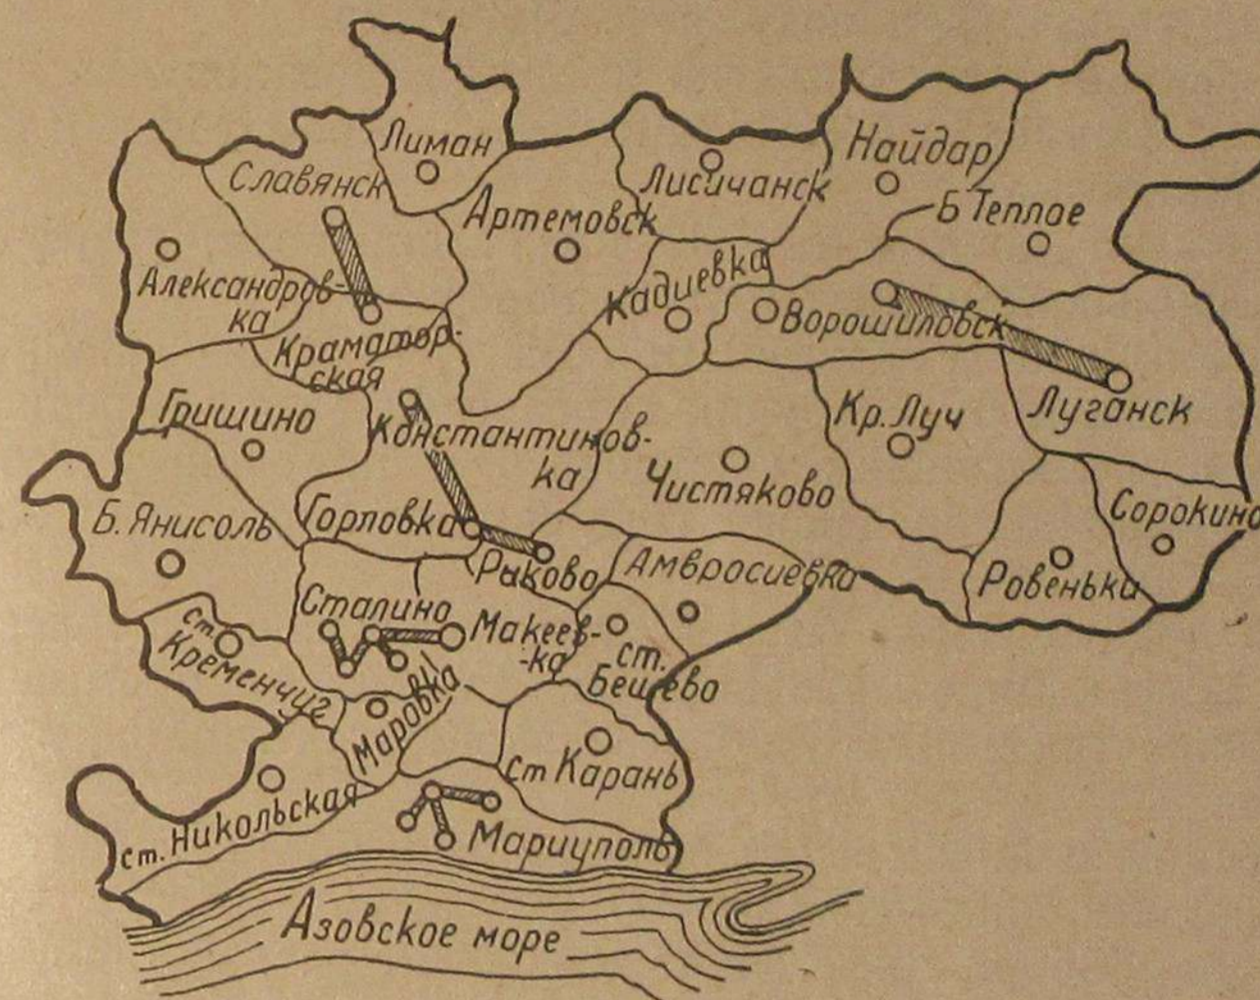 Лиман
Найдар
Славянск
Лисичанск
Артемовск
Б Теплое
Александров-
ка
Кадиевка
Ворошиловск
Краматор-
ская
Гришино
Константинов-
ка
Кр. Луч
Луганск
Чистяково
Б. Янисоль
Горловка
Сорокино
Рыково
Амвросиевка
Ровеньки
Сталино
Макеев-
-ка
ст.
Кременчуг
ст.
Бешево
Маровка
ст Карань
ст. Никольская
Мариуполь
Азовское море